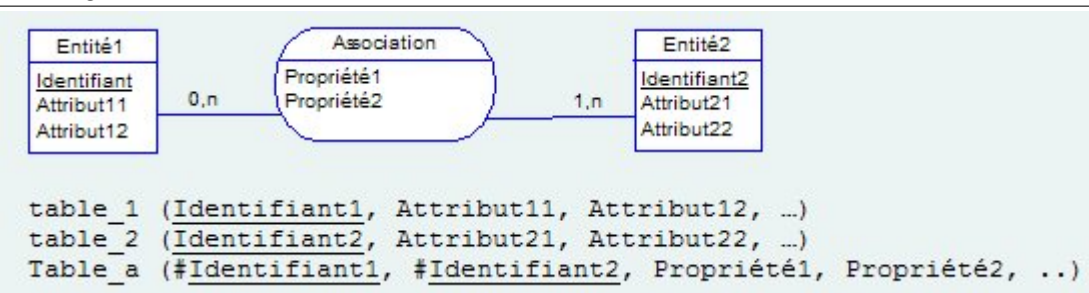 Entité1 Association Entité2
Identifiant Propriété1 Identifiant2
Attribut11 0,n Propriété2 1,n Attribut21
Attribut12 Attribut22
table_1 (Identifiant1, Attribut11, Attribut12, …)
table_2 (Identifiant2, Attribut21, Attribut22, …)
Table_a (#Identifiant1, #Identifiant2, Propriété1, Propriété2, ..)